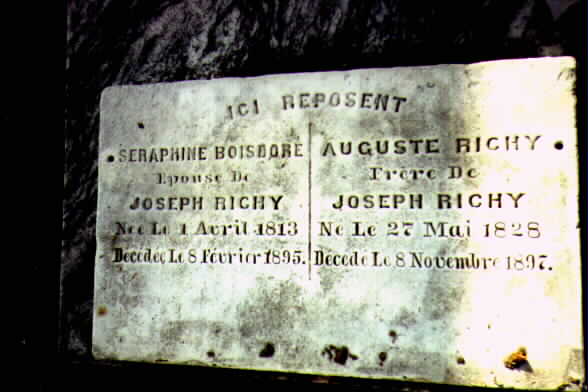 ICI REPOSENT
SERAPHINE BOISDORÉ
Epouse De
JOSEPH RICHY
Née Le 1 Avril 1813
Décédée Le 8 Février 1895.
AUGUSTE RICHY
Frère De
JOSEPH RICHY
Né Le 27 Mai 1828
Décédé Le 8 Novembre 1897.